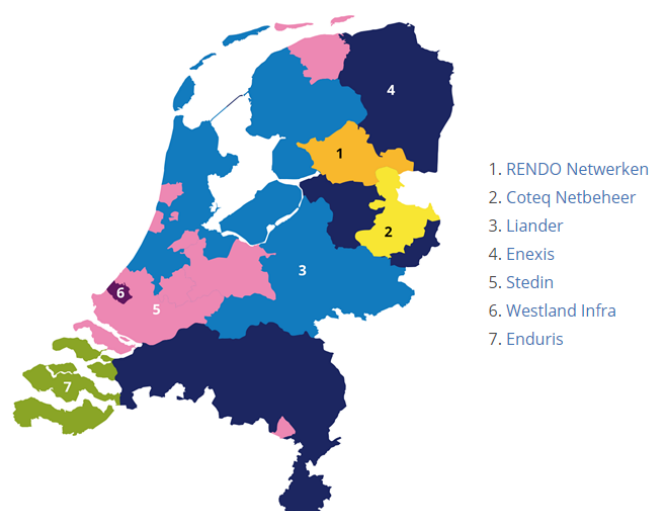 4
1
1. RENDO Netwerken
2. Coteq Netbeheer
3. Liander
2
4. Enexis
3
5. Stedin
6
5
6. Westland Infra
7. Enduris
7